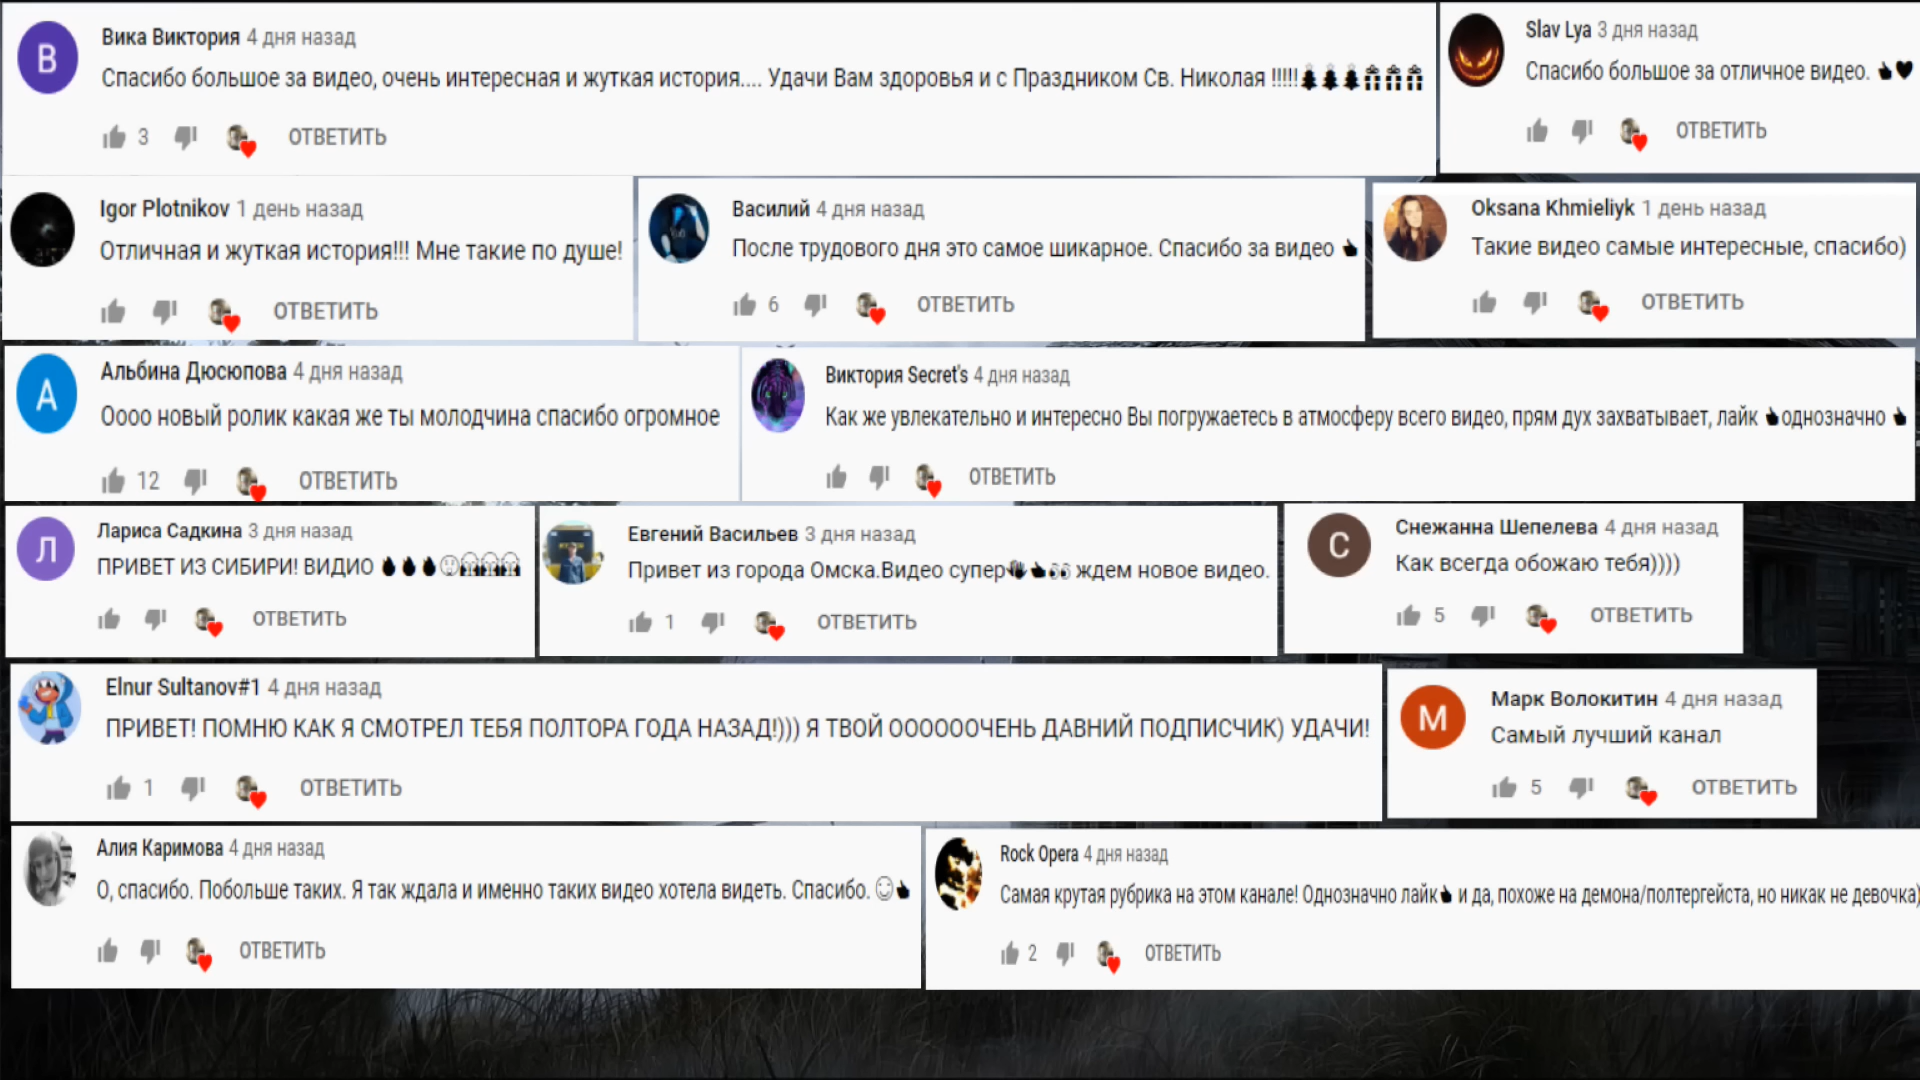 Вика Виктория 4 дня назад
Спасибо большое за видео, очень интересная и жуткая история.... Удачи Вам здоровья и с Праздником Св. Николая !!!!!🎄🎄🎄🎁🎁🎁
3 ОТВЕТИТЬ
Slav Lya 3 дня назад
Спасибо большое за отличное видео. 👍🖤
ОТВЕТИТЬ
Igor Plotnikov 1 день назад
Отличная и жуткая история!!! Мне такие по душе!
ОТВЕТИТЬ
Василий 4 дня назад
После трудового дня это самое шикарное. Спасибо за видео 👍
6 ОТВЕТИТЬ
Oksana Khmieliyk 1 день назад
Такие видео самые интересные, спасибо)
ОТВЕТИТЬ
Альбина Дюсюпова 4 дня назад
Оооо новый ролик какая же ты молодчина спасибо огромное
12 ОТВЕТИТЬ
Виктория Secret's 4 дня назад
Как же увлекательно и интересно Вы погружаетесь в атмосферу всего видео, прям дух захватывает, лайк 👍однозначно 👍
ОТВЕТИТЬ
Лариса Садкина 3 дня назад
ПРИВЕТ ИЗ СИБИРИ! ВИДИО 🔥🔥🔥
ОТВЕТИТЬ
Евгений Васильев 3 дня назад
Привет из города Омска.Видео супер👋👍👀 ждем новое видео.
1 ОТВЕТИТЬ
Снежанна Шепелева 4 дня назад
Как всегда обожаю тебя))))
5 ОТВЕТИТЬ
Elnur Sultanov#1 4 дня назад
ПРИВЕТ! ПОМНЮ КАК Я СМОТРЕЛ ТЕБЯ ПОЛТОРА ГОДА НАЗАД!))) Я ТВОЙ ООООООЧЕНЬ ДАВНИЙ ПОДПИСЧИК) УДАЧИ!
1 ОТВЕТИТЬ
Марк Волокитин 4 дня назад
Самый лучший канал
5 ОТВЕТИТЬ
Алия Каримова 4 дня назад
О, спасибо. Побольше таких. Я так ждала и именно таких видео хотела видеть. Спасибо. ☺👍
ОТВЕТИТЬ
Rock Opera 4 дня назад
Самая крутая рубрика на этом канале! Однозначно лайк👍 и да, похоже на демона/полтергейста, но никак не девочка)
2 ОТВЕТИТЬ
В
А
Л
С
М